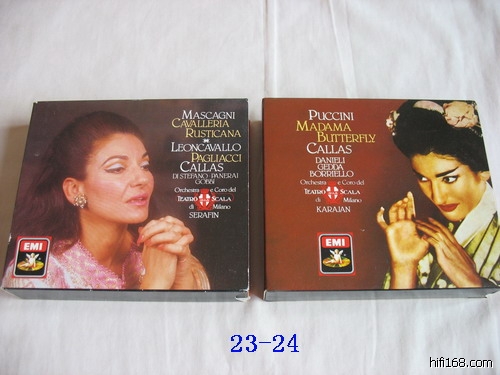 MASCAGNI
CAVALLERIA
RUSTICANA
LEONCAVALLO
PAGLIACCI
CALLAS
DI STEFANO PANERAI
GOBBI
Orchestra e Coro del
TEATRO SCALA
di Milano
SERAFIN
EMI
PUCCINI
MADAMA
BUTTERFLY
CALLAS
DANIELI
GEDDA
BORRIELLO
Orchestra e Coro del
TEATRO SCALA
di Milano
KARAJAN
EMI
23-24
hifi168.com